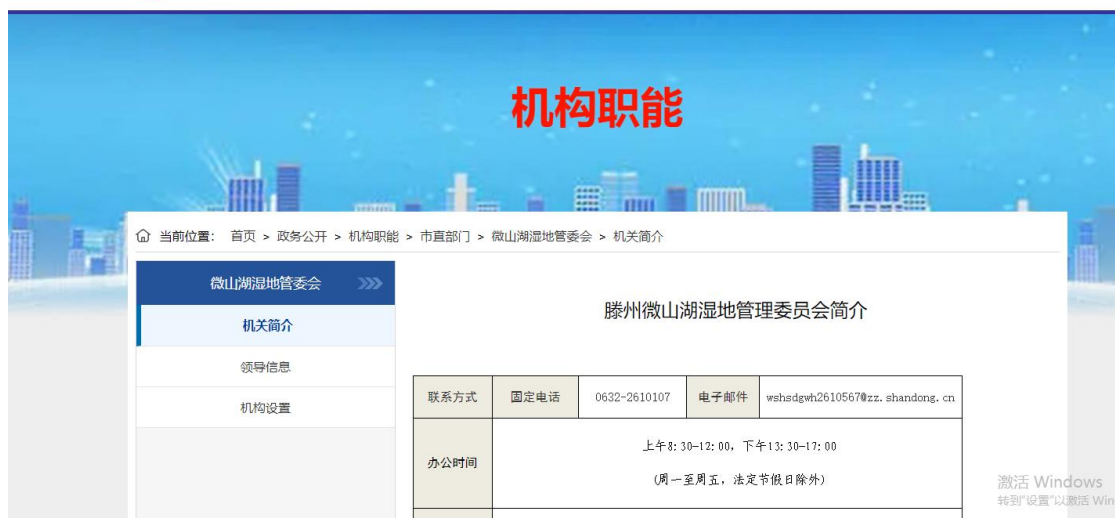 机构职能
当前位置： 首页 > 政务公开 > 机构职能 > 市直部门 > 微山湖湿地管委会 > 机关简介
微山湖湿地管委会
机关简介
领导信息
机构设置
滕州微山湖湿地管理委员会简介
联系方式 固定电话 0632-2610107 电子邮件 wshsdgwh2610567@zz.shandong.cn
办公时间
上午8:30-12:00，下午13:30-17:00
(周一至周五，法定节假日除外)
激活 Windows
转到"设置"以激活 Win